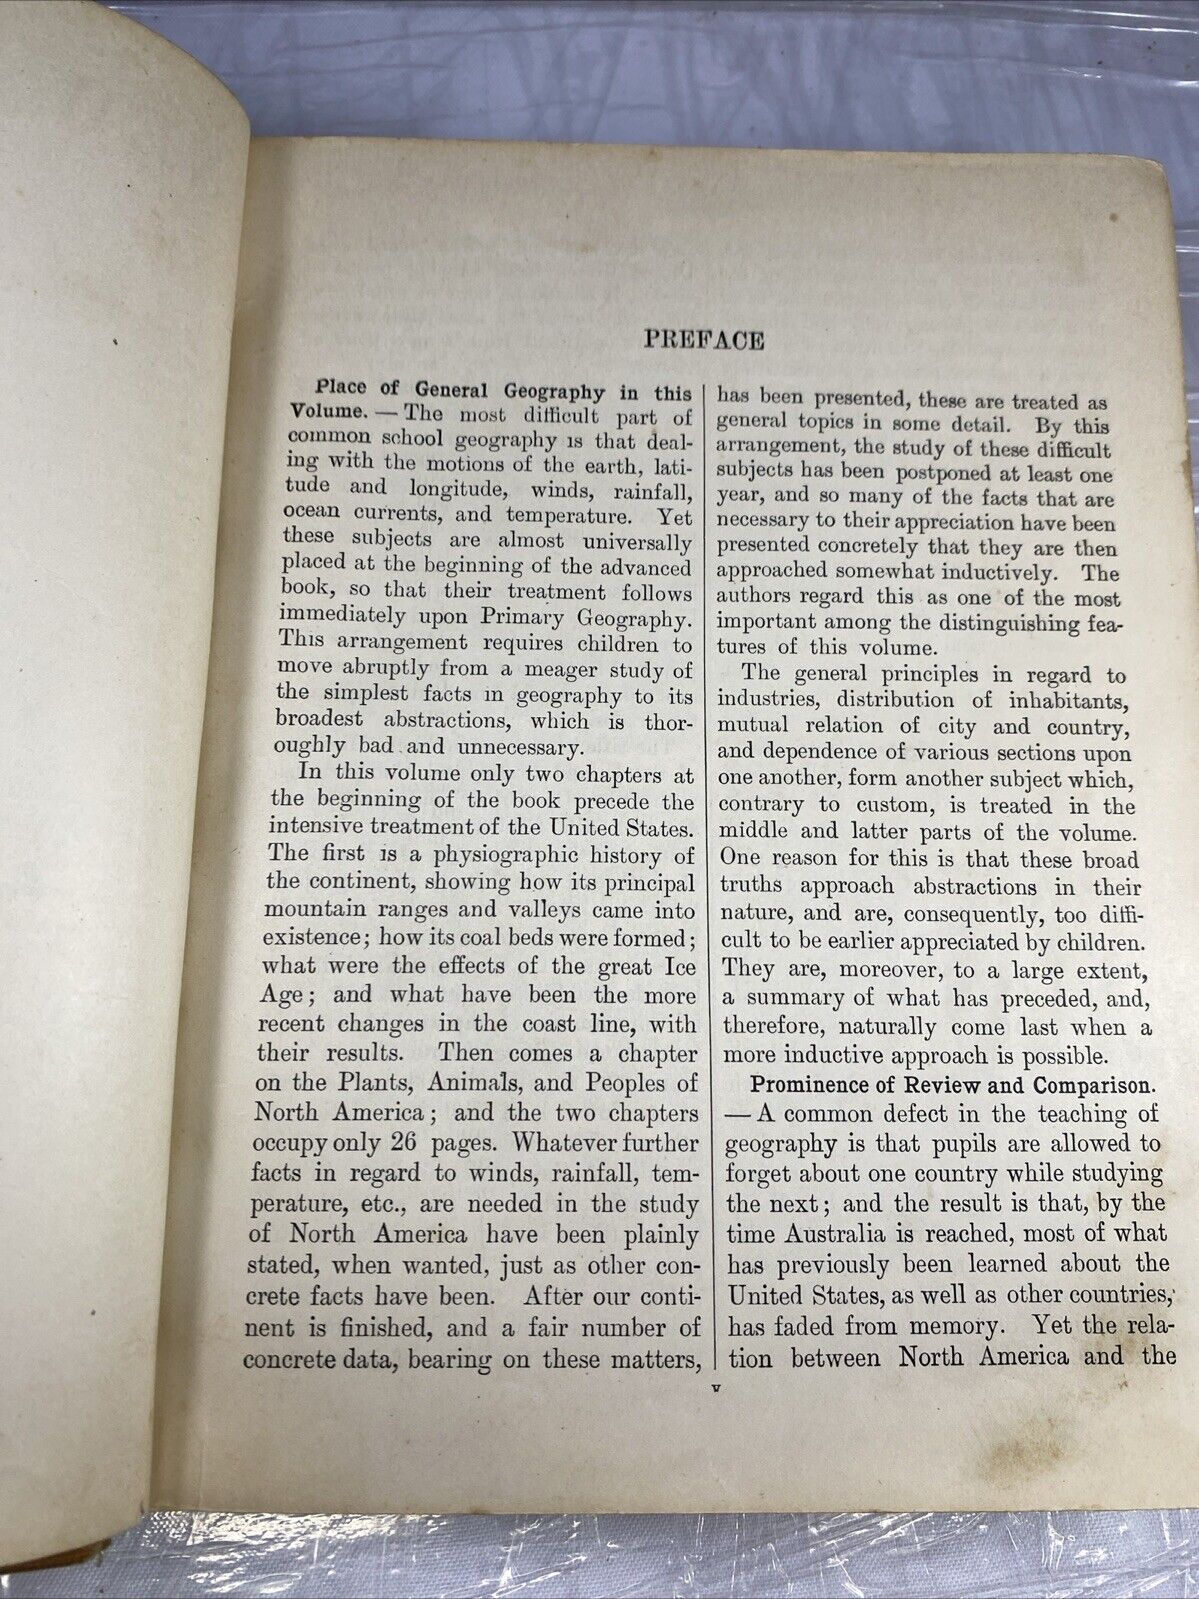 PREFACE
Place of General Geography in this
Volume. — The most difficult part of
common school geography is that deal-
ing with the motions of the earth, lati-
tude and longitude, winds, rainfall,
ocean currents, and temperature. Yet
these subjects are almost universally
placed at the beginning of the advanced
book, so that their treatment follows
immediately upon Primary Geography.
This arrangement requires children to
move abruptly from a meager study of
the simplest facts in geography to its
broadest abstractions, which is thor-
oughly bad and unnecessary.
In this volume only two chapters at
the beginning of the book precede the
intensive treatment of the United States.
The first is a physiographic history of
the continent, showing how its principal
mountain ranges and valleys came into
existence; how its coal beds were formed;
what were the effects of the great Ice
Age; and what have been the more
recent changes in the coast line, with
their results. Then comes a chapter
on the Plants, Animals, and Peoples of
North America; and the two chapters
occupy only 26 pages. Whatever further
facts in regard to winds, rainfall, tem-
perature, etc., are needed in the study
of North America have been plainly
stated, when wanted, just as other con-
crete facts have been. After our conti-
nent is finished, and a fair number of
concrete data, bearing on these matters,
has been presented, these are treated as
general topics in some detail. By this
arrangement, the study of these difficult
subjects has been postponed at least one
year, and so many of the facts that are
necessary to their appreciation have been
presented concretely that they are then
approached somewhat inductively. The
authors regard this as one of the most
important among the distinguishing fea-
tures of this volume.
The general principles in regard to
industries, distribution of inhabitants,
mutual relation of city and country,
and dependence of various sections upon
one another, form another subject which,
contrary to custom, is treated in the
middle and latter parts of the volume.
One reason for this is that these broad
truths approach abstractions in their
nature, and are, consequently, too diffi-
cult to be earlier appreciated by children.
They are, moreover, to a large extent,
a summary of what has preceded, and,
therefore, naturally come last when a
more inductive approach is possible.
Prominence of Review and Comparison.
— A common defect in the teaching of
geography is that pupils are allowed to
forget about one country while studying
the next; and the result is that, by the
time Australia is reached, most of what
has previously been learned about the
United States, as well as other countries,
has faded from memory. Yet the rela-
tion between North America and the
v